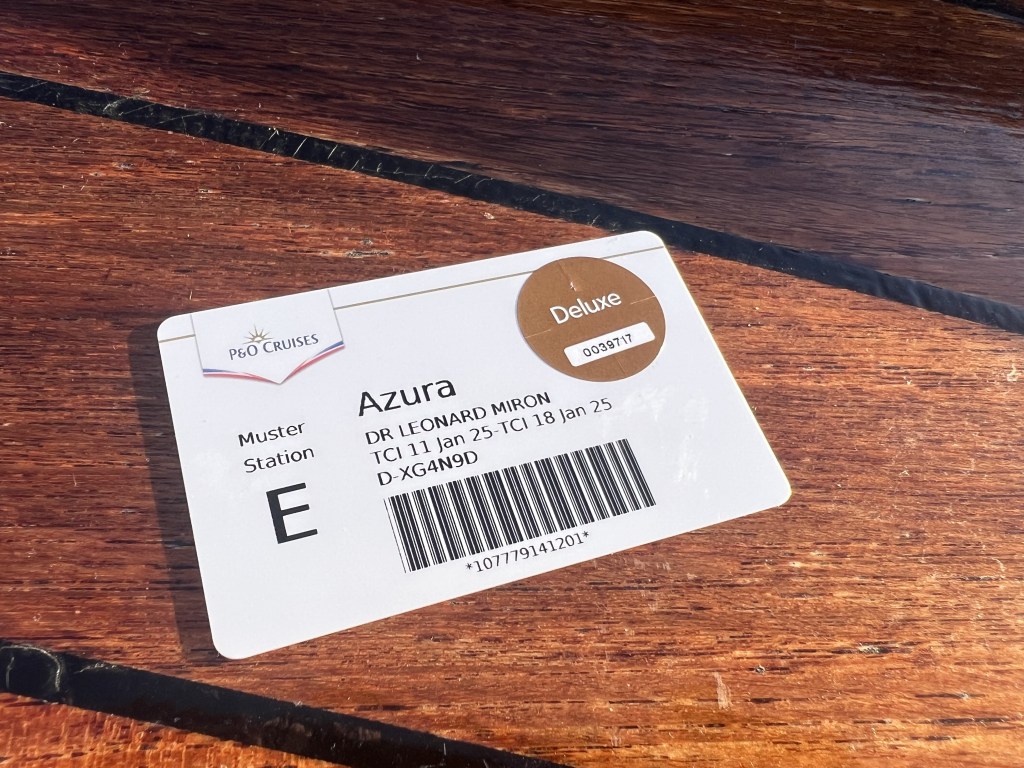 P&O CRUISES
Deluxe
0039717
Muster
Station
E
Azura
DR LEONARD MIRON
TCI 11 Jan 25-TCI 18 Jan 25
D-XG4N9D
*107779141201*